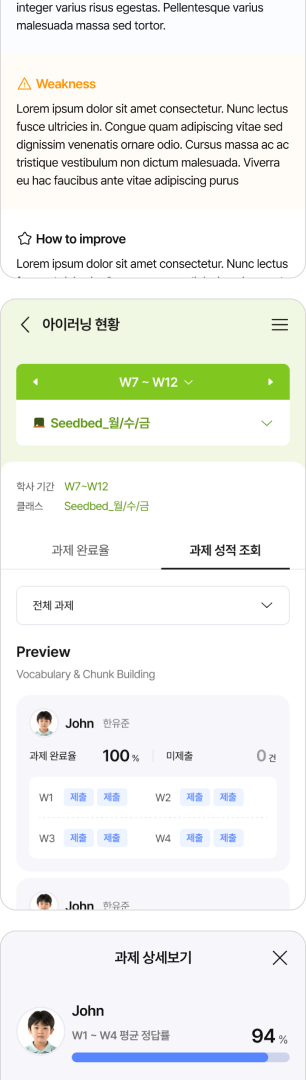 integer varius risus egestas. Pellentesque varius
malesuada massa sed tortor.
Weakness
Lorem ipsum dolor sit amet consectetur. Nunc lectus
fusce ultricies in. Congue quam adipiscing vitae sed
dignissim venenatis ornare odio. Cursus massa ac ac
tristique vestibulum non dictum malesuada. Viverra
eu hac faucibus ante vitae adipiscing purus
How to improve
Lorem ipsum dolor sit amet consectetur. Nunc lectus
아이러닝 현황
W7 ~ W12
Seedbed_월/수/금
학사 기간 W7~W12
클래스 Seedbed_월/수/금
과제 완료율 과제 성적 조회
전체 과제
Preview
Vocabulary & Chunk Building
John 한유준
과제 완료율 100 % 미제출 0 건
W1 제출 제출 W2 제출 제출
W3 제출 제출 W4 제출 제출
John 한유준
과제 상세보기
John
W1 ~ W4 평균 정답률 94 %